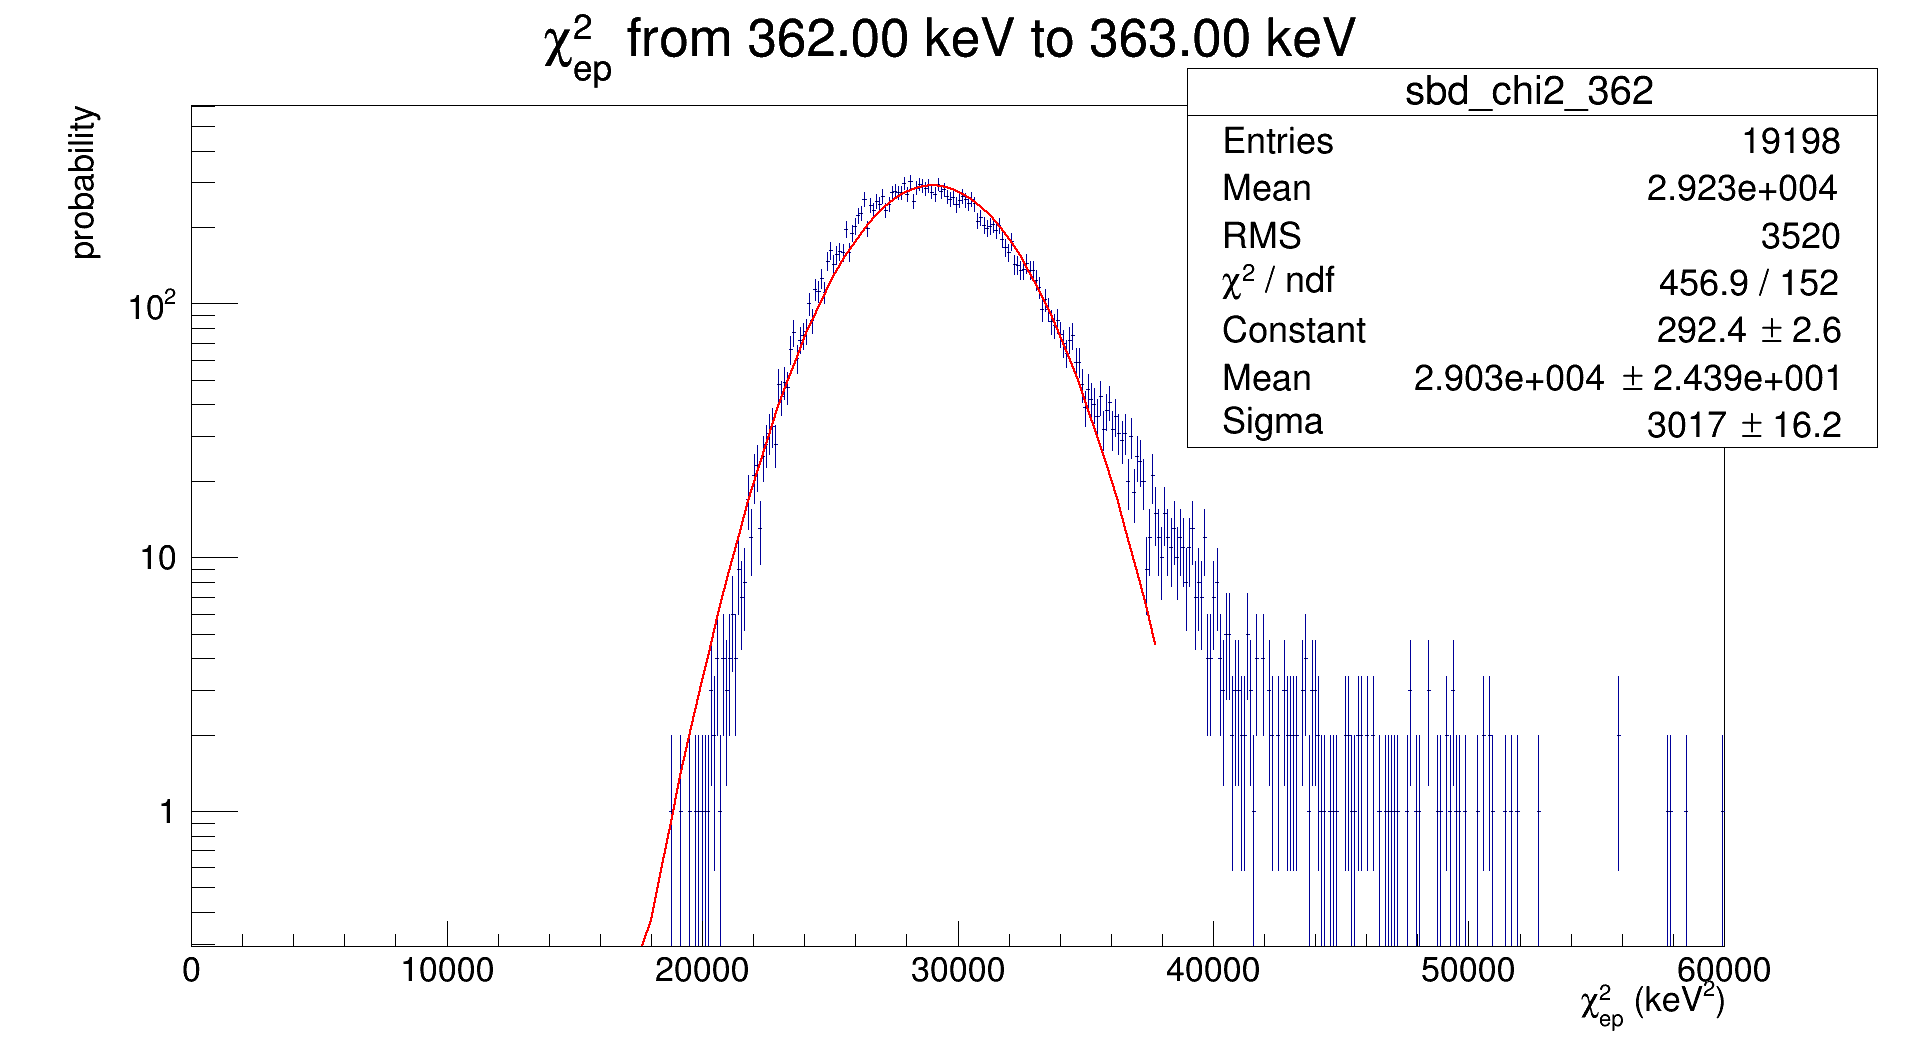 χ²ep from 362.00 keV to 363.00 keV
sbd_chi2_362
Entries 19198
Mean 2.923e+004
RMS 3520
χ² / ndf 456.9 / 152
Constant 292.4 ± 2.6
Mean 2.903e+004 ± 2.439e+001
Sigma 3017 ± 16.2
probability
10²
10
1
0 10000 20000 30000 40000 50000 60000
χ²ep (keV²)